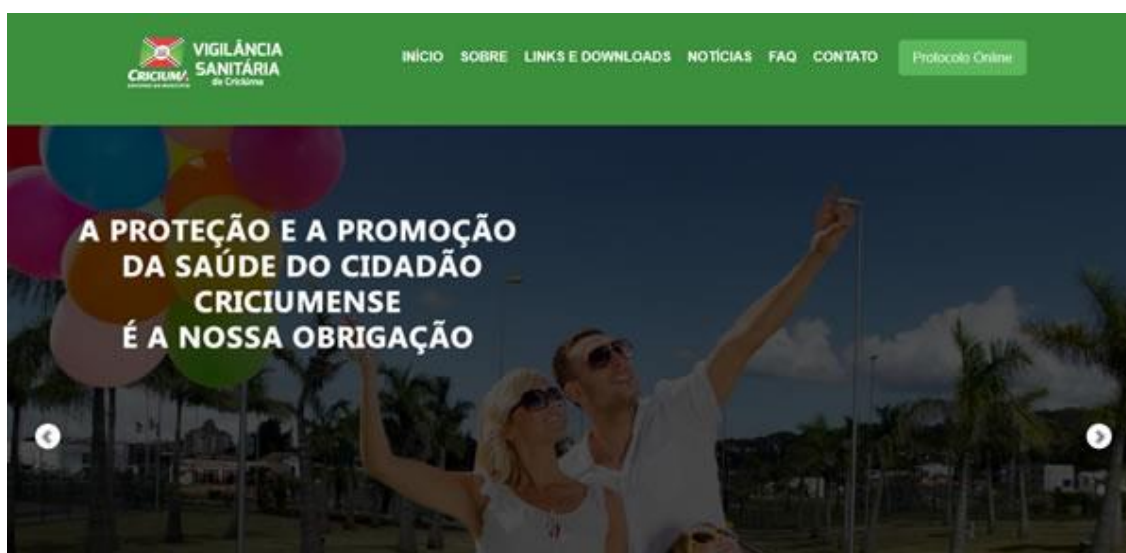 VIGILÂNCIA
SANITÁRIA
de Criciúma
CRICIÚMA
INÍCIO SOBRE LINKS E DOWNLOADS NOTÍCIAS FAQ CONTATO Protocolo Online
A PROTEÇÃO E A PROMOÇÃO
DA SAÚDE DO CIDADÃO
CRICIUMENSE
É A NOSSA OBRIGAÇÃO